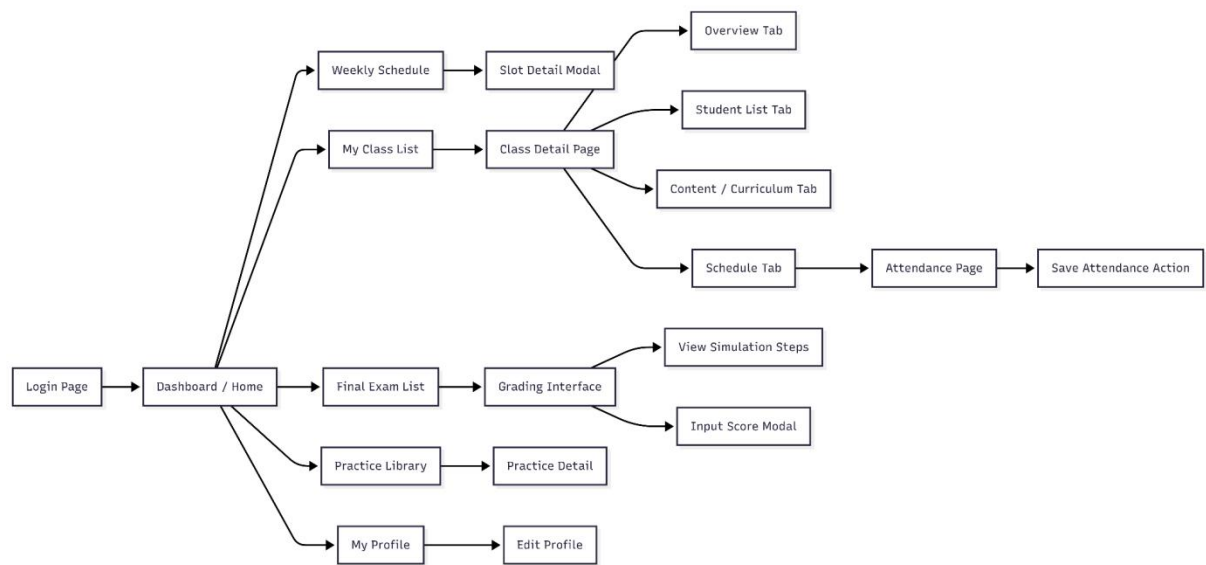 Overview Tab
Weekly Schedule
Slot Detail Modal
Student List Tab
My Class List
Class Detail Page
Content / Curriculum Tab
Schedule Tab
Attendance Page
Save Attendance Action
View Simulation Steps
Login Page
Dashboard / Home
Final Exam List
Grading Interface
Input Score Modal
Practice Library
Practice Detail
My Profile
Edit Profile